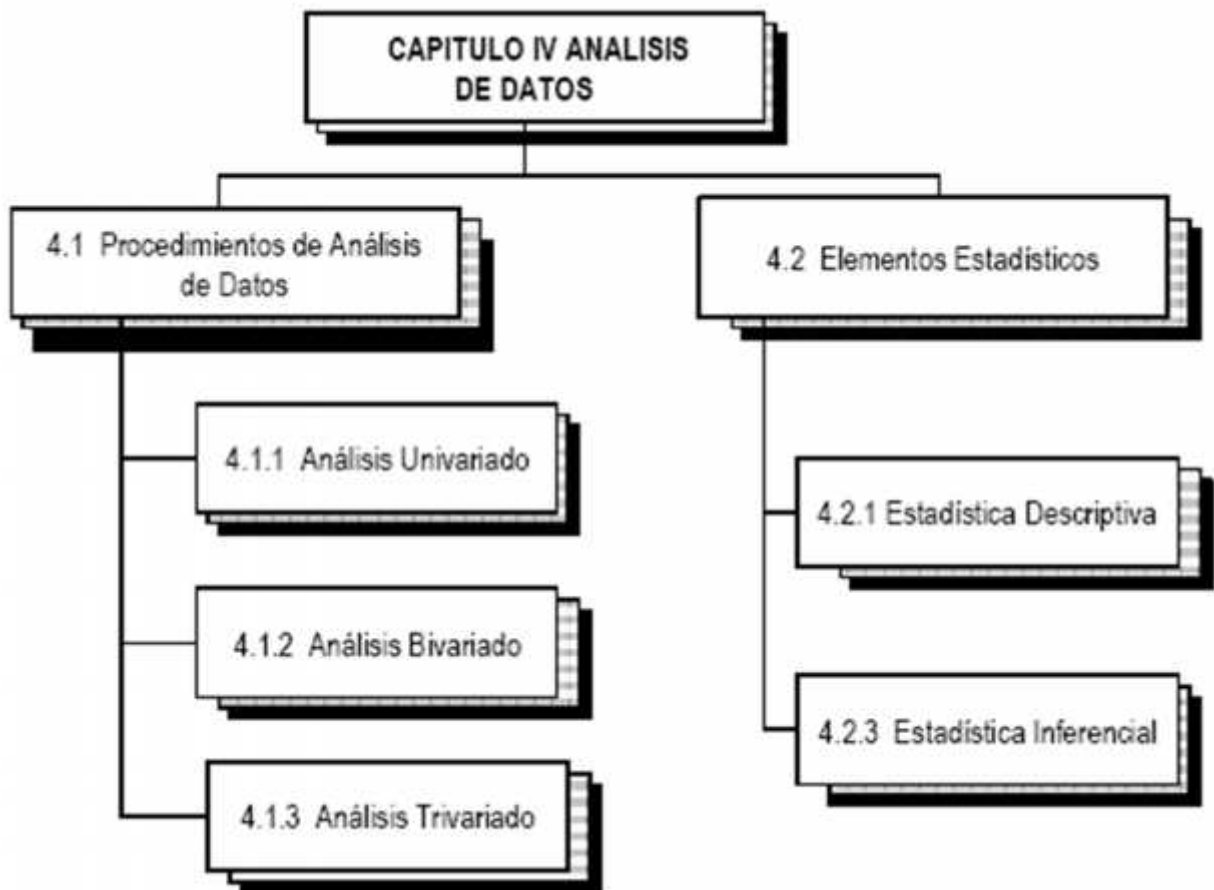 CAPITULO IV ANALISIS
DE DATOS
4.1 Procedimientos de Análisis
de Datos
4.1.1 Análisis Univariado
4.1.2 Análisis Bivariado
4.1.3 Análisis Trivariado
4.2 Elementos Estadísticos
4.2.1 Estadística Descriptiva
4.2.3 Estadística Inferencial